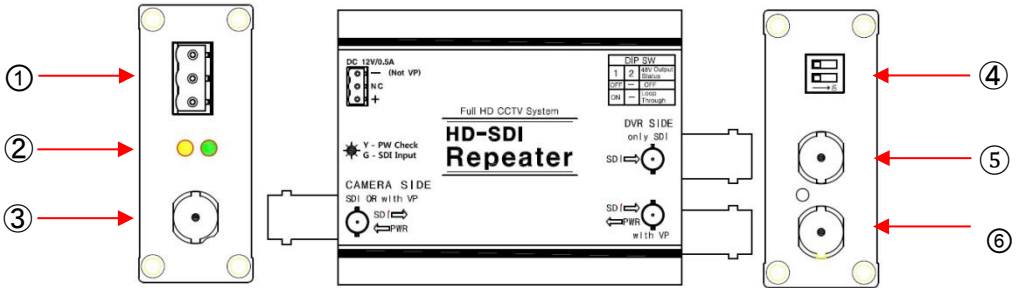 ①
②
③
DC 12V/0.5A
— (Not VP)
NC
+
DIP SW
1 2 48V Output Status
OFF — OFF
ON — Loop Through
Full HD CCTV System
HD-SDI
Repeater
Y - PW Check
G - SDI Input
DVR SIDE
only SDI
SDI
CAMERA SIDE
SDI OR with VP
SDI
PWR
SDI
PWR
with VP
④
⑤
⑥